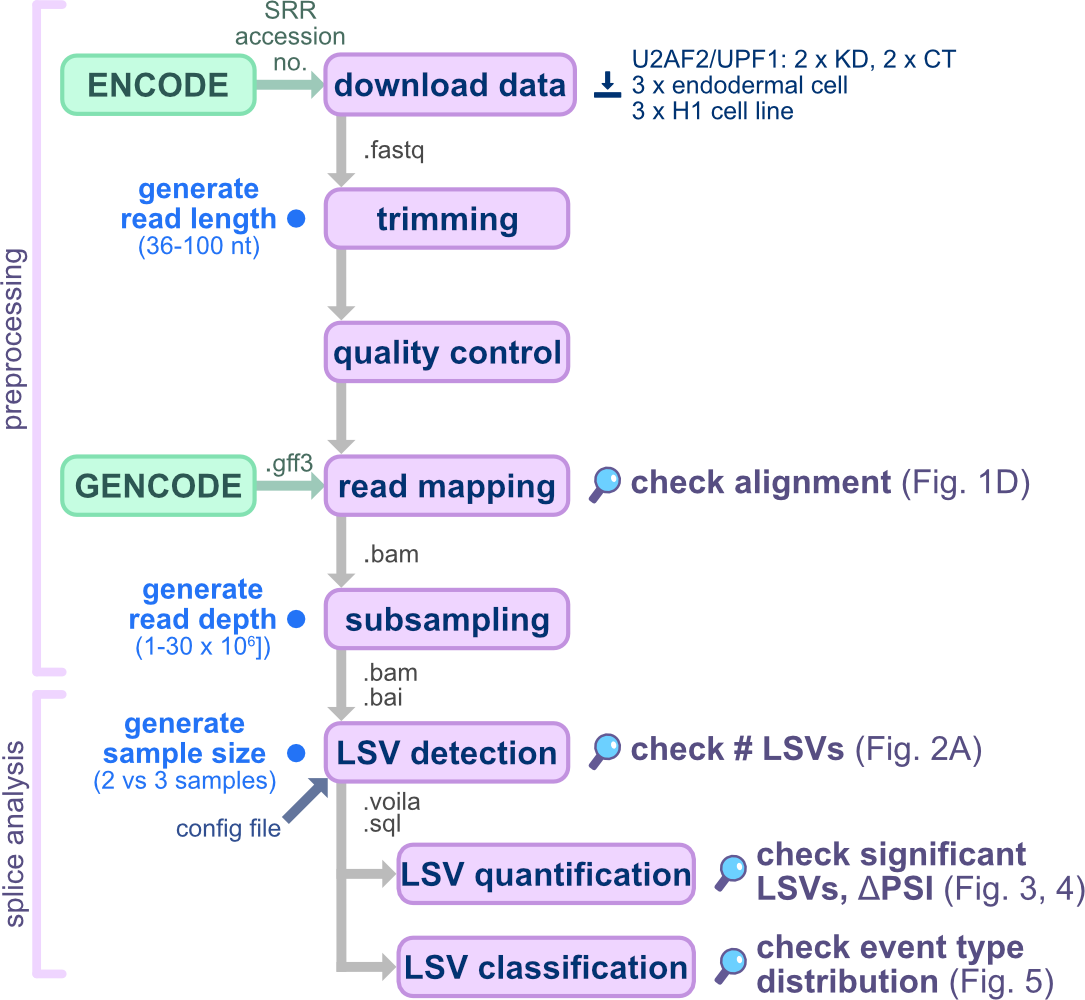 SRR
accession
no.
ENCODE
download data
U2AF2/UPF1: 2 x KD, 2 x CT
3 x endodermal cell
3 x H1 cell line
.fastq
generate
read length
(36-100 nt)
trimming
preprocessing
quality control
GENCODE
.gff3
read mapping
check alignment (Fig. 1D)
.bam
generate
read depth
(1-30 x 10⁶])
subsampling
.bam
.bai
splice analysis
generate
sample size
(2 vs 3 samples)
LSV detection
check # LSVs (Fig. 2A)
config file
.voila
.sql
LSV quantification
check significant
LSVs, ΔPSI (Fig. 3, 4)
LSV classification
check event type
distribution (Fig. 5)